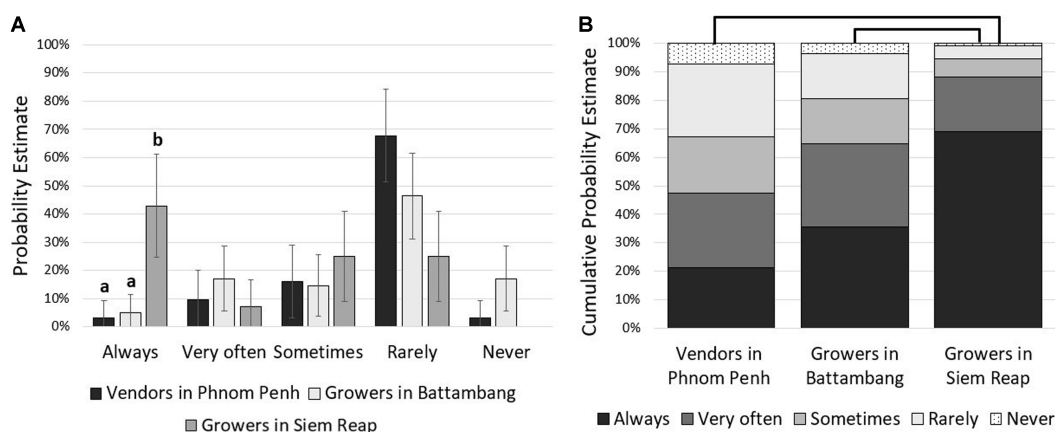 A
Probability Estimate
100%
90%
80%
70%
60%
50%
40%
30%
20%
10%
0%
a
a
b
Always Very often Sometimes Rarely Never
Vendors in Phnom Penh Growers in Battambang
Growers in Siem Reap
B
Cumulative Probability Estimate
100%
90%
80%
70%
60%
50%
40%
30%
20%
10%
0%
Vendors in Growers in Growers in
Phnom Penh Battambang Siem Reap
Always Very often Sometimes Rarely Never